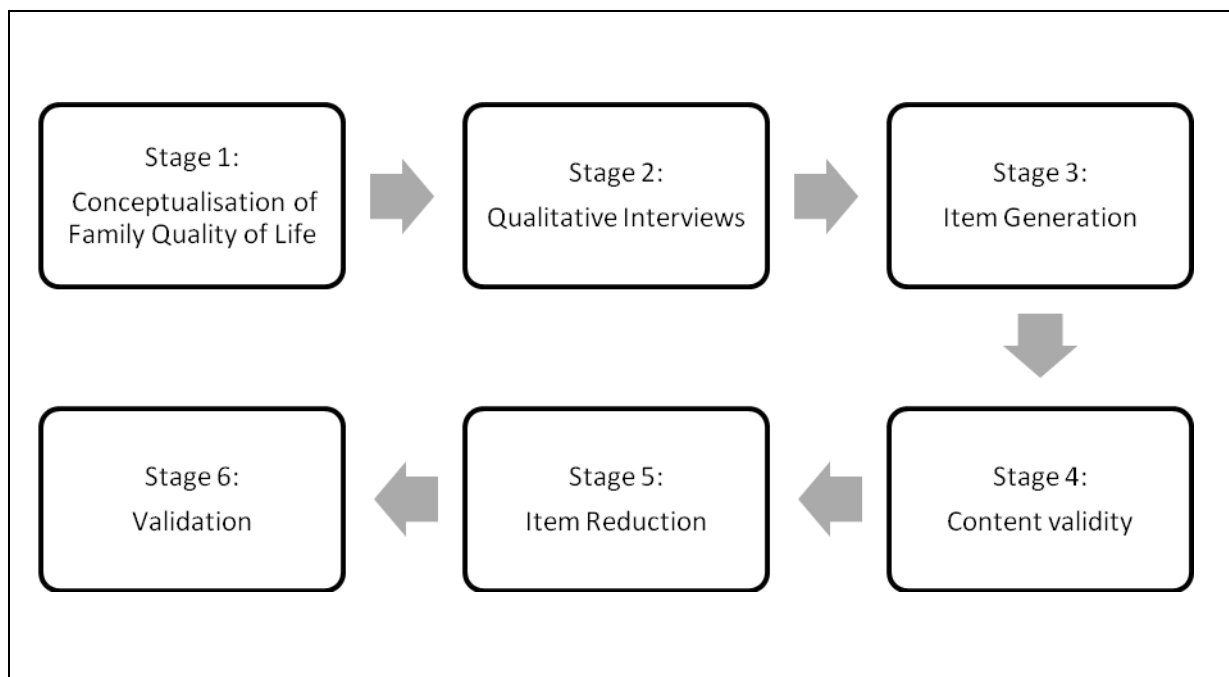 Stage 1:
Conceptualisation of
Family Quality of Life
Stage 2:
Qualitative Interviews
Stage 3:
Item Generation
Stage 4:
Content validity
Stage 5:
Item Reduction
Stage 6:
Validation